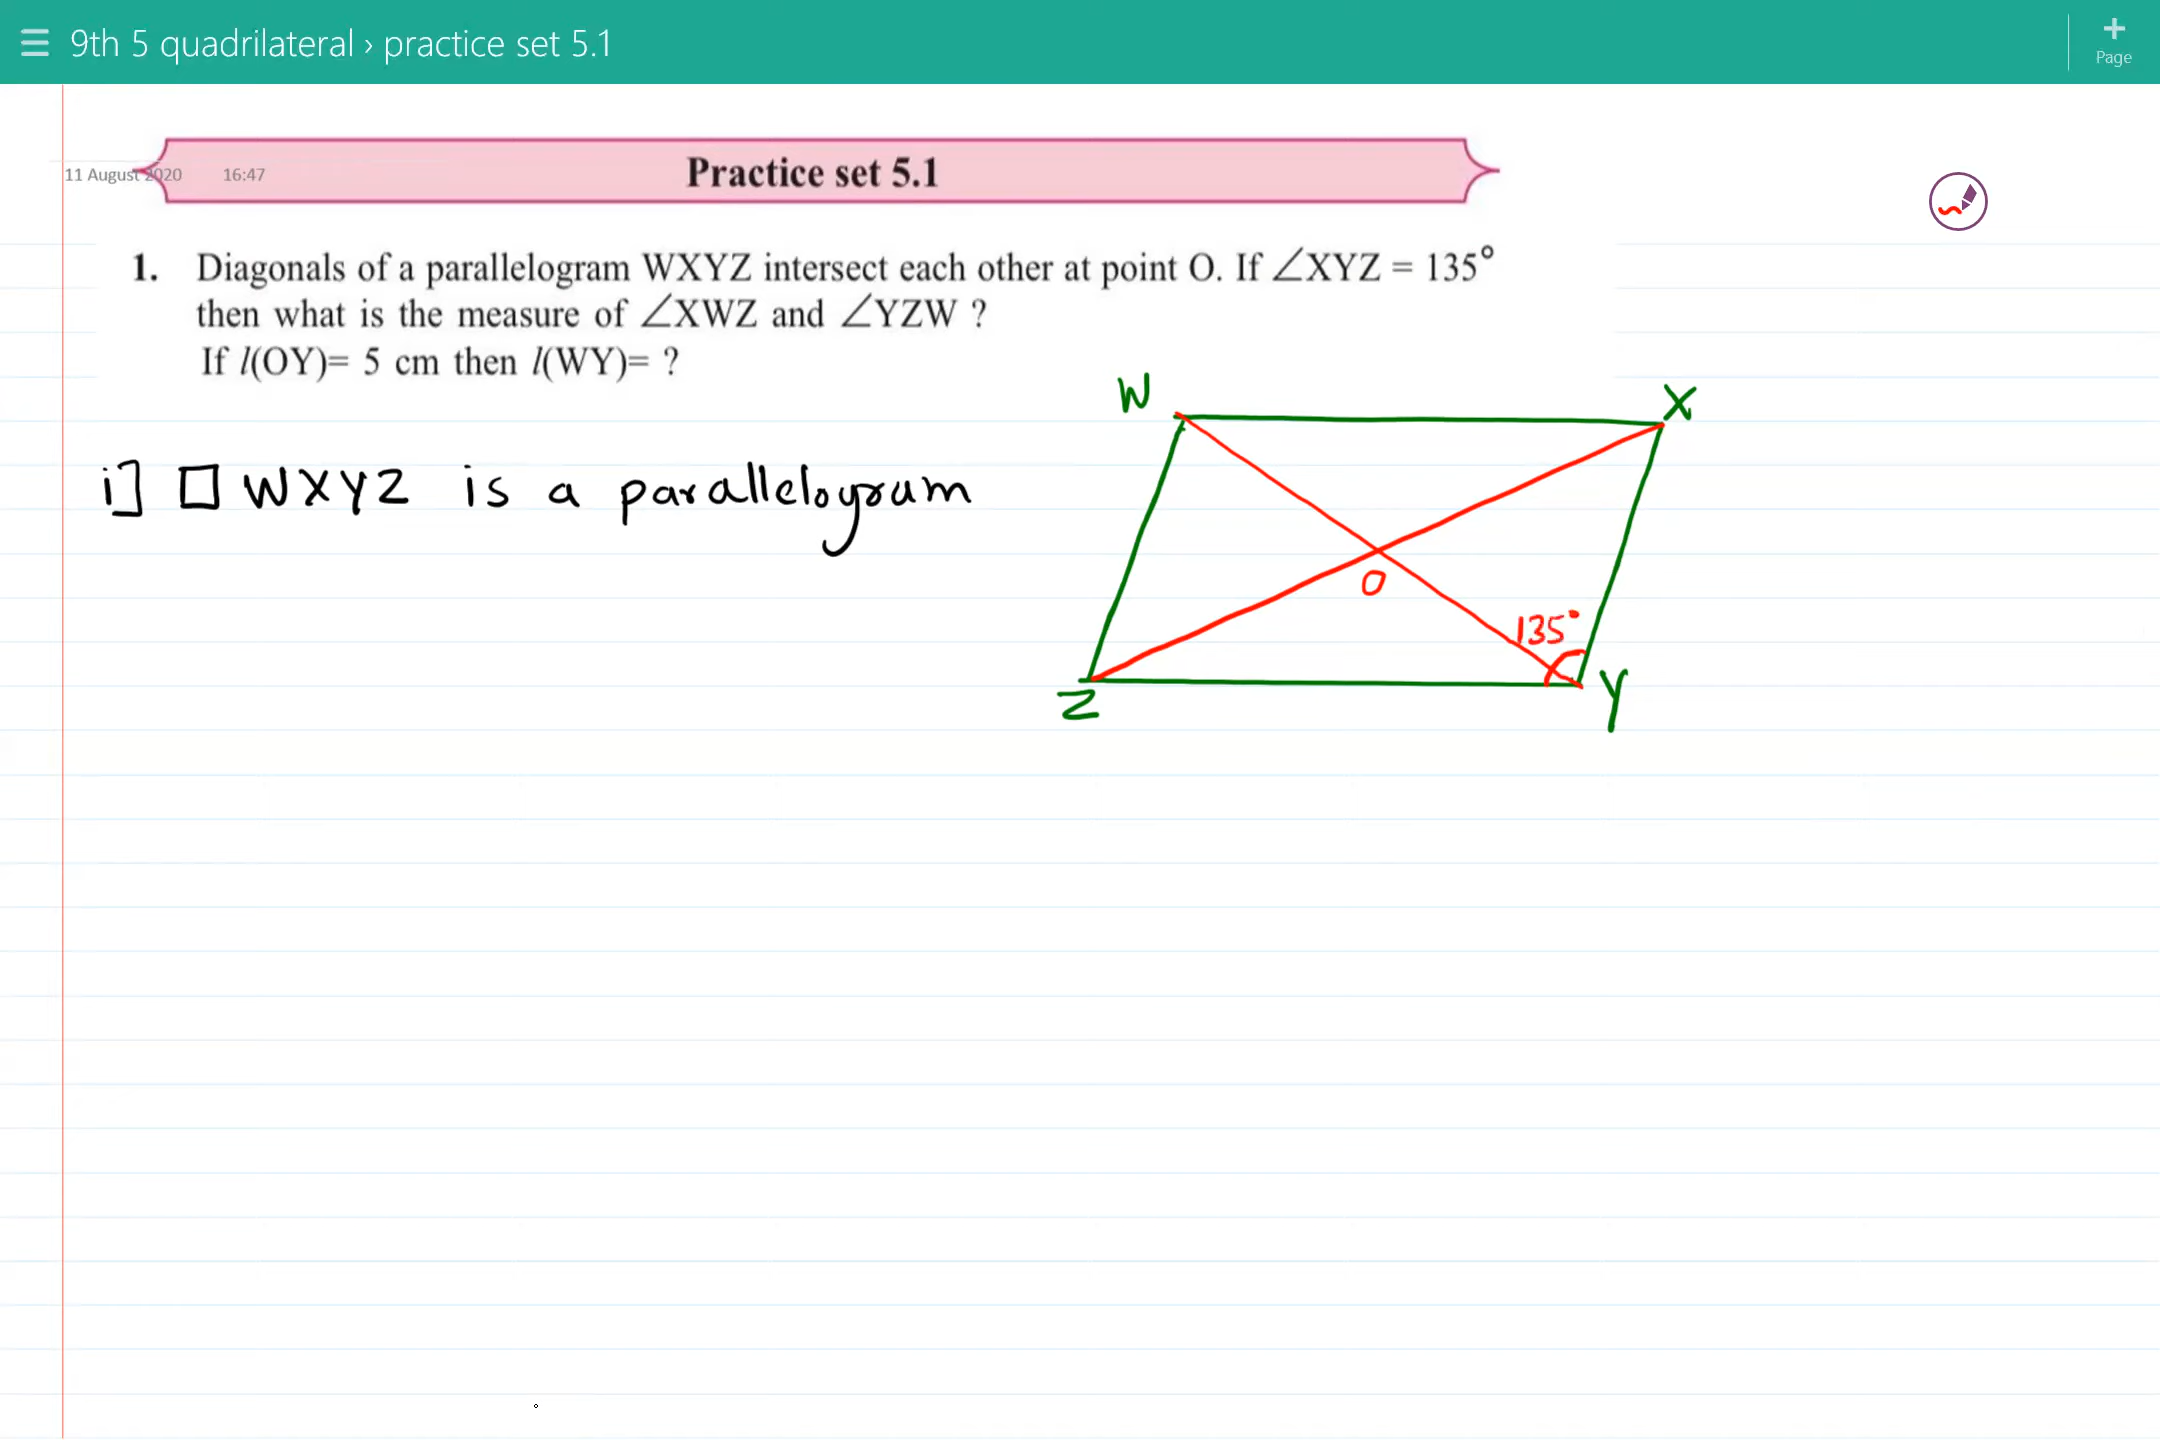 9th 5 quadrilateral › practice set 5.1
Page
Practice set 5.1
11 August 2020 16:47
1. Diagonals of a parallelogram WXYZ intersect each other at point O. If ∠XYZ = 135°
then what is the measure of ∠XWZ and ∠YZW ?
If l(OY)= 5 cm then l(WY)= ?
W X
i] □ WXYZ is a parallelogram
O
135°
Z Y